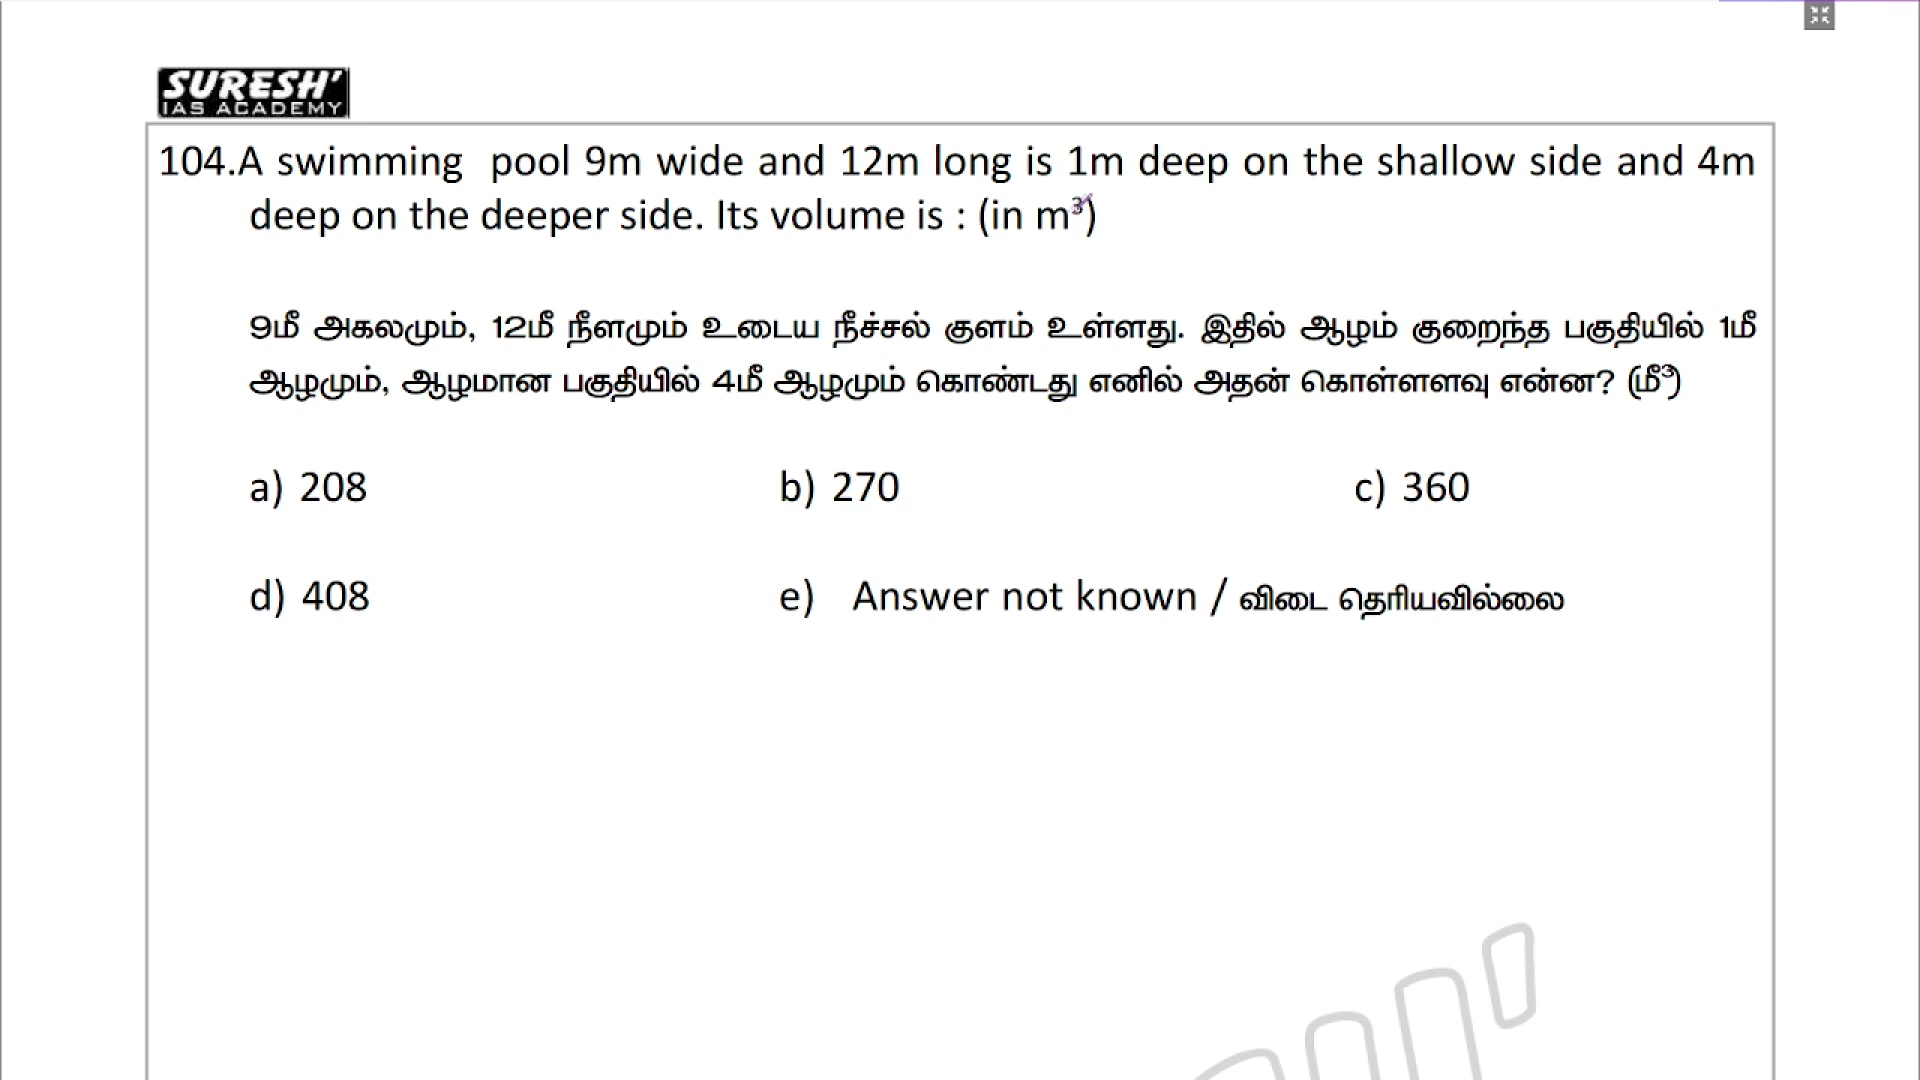 SURESH'
IAS ACADEMY
104.A swimming pool 9m wide and 12m long is 1m deep on the shallow side and 4m
deep on the deeper side. Its volume is : (in m³)
9மீ அகலமும், 12மீ நீளமும் உடைய நீச்சல் குளம் உள்ளது. இதில் ஆழம் குறைந்த பகுதியில் 1மீ
ஆழமும், ஆழமான பகுதியில் 4மீ ஆழமும் கொண்டது எனில் அதன் கொள்ளளவு என்ன? (மீ³)
a) 208 b) 270 c) 360
d) 408 e) Answer not known / விடை தெரியவில்லை